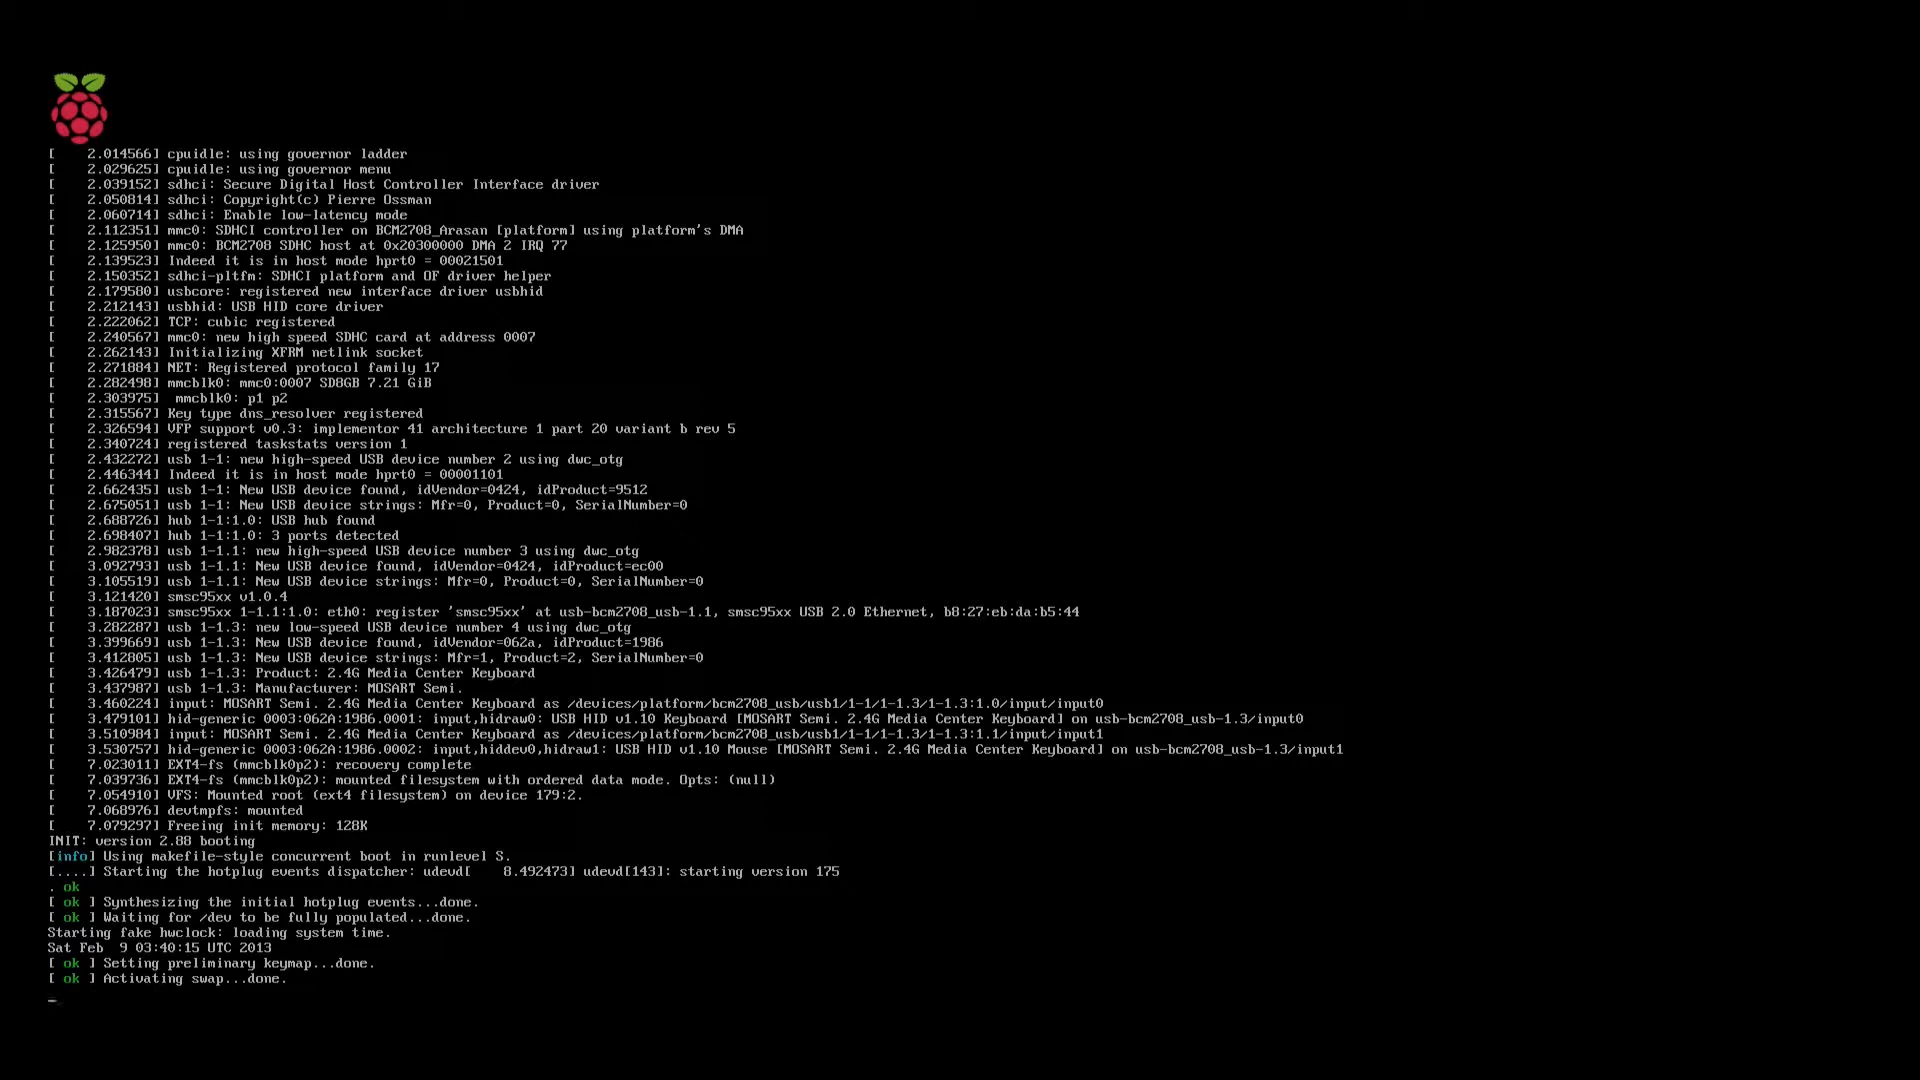 [    2.014566] cpuidle: using governor ladder
[    2.029625] cpuidle: using governor menu
[    2.039152] sdhci: Secure Digital Host Controller Interface driver
[    2.050814] sdhci: Copyright(c) Pierre Ossman
[    2.060714] sdhci: Enable low-latency mode
[    2.112351] mmc0: SDHCI controller on BCM2708_Arasan [platform] using platform's DMA
[    2.125950] mmc0: BCM2708 SDHC host at 0x20300000 DMA 2 IRQ 77
[    2.139523] Indeed it is in host mode hprt0 = 00021501
[    2.150352] sdhci-pltfm: SDHCI platform and OF driver helper
[    2.179580] usbcore: registered new interface driver usbhid
[    2.212143] usbhid: USB HID core driver
[    2.222062] TCP: cubic registered
[    2.240567] mmc0: new high speed SDHC card at address 0007
[    2.262143] Initializing XFRM netlink socket
[    2.271884] NET: Registered protocol family 17
[    2.282498] mmcblk0: mmc0:0007 SD8GB 7.21 GiB
[    2.303975]  mmcblk0: p1 p2
[    2.315567] Key type dns_resolver registered
[    2.326594] VFP support v0.3: implementor 41 architecture 1 part 20 variant b rev 5
[    2.340724] registered taskstats version 1
[    2.432272] usb 1-1: new high-speed USB device number 2 using dwc_otg
[    2.446344] Indeed it is in host mode hprt0 = 00001101
[    2.662435] usb 1-1: New USB device found, idVendor=0424, idProduct=9512
[    2.675051] usb 1-1: New USB device strings: Mfr=0, Product=0, SerialNumber=0
[    2.688726] hub 1-1:1.0: USB hub found
[    2.698407] hub 1-1:1.0: 3 ports detected
[    2.982378] usb 1-1.1: new high-speed USB device number 3 using dwc_otg
[    3.092793] usb 1-1.1: New USB device found, idVendor=0424, idProduct=ec00
[    3.105519] usb 1-1.1: New USB device strings: Mfr=0, Product=0, SerialNumber=0
[    3.121420] smsc95xx v1.0.4
[    3.187023] smsc95xx 1-1.1:1.0: eth0: register 'smsc95xx' at usb-bcm2708_usb-1.1, smsc95xx USB 2.0 Ethernet, b8:27:eb:da:b5:44
[    3.282287] usb 1-1.3: new low-speed USB device number 4 using dwc_otg
[    3.399669] usb 1-1.3: New USB device found, idVendor=062a, idProduct=1986
[    3.412805] usb 1-1.3: New USB device strings: Mfr=1, Product=2, SerialNumber=0
[    3.426479] usb 1-1.3: Product: 2.4G Media Center Keyboard
[    3.437987] usb 1-1.3: Manufacturer: MOSART Semi.
[    3.460224] input: MOSART Semi. 2.4G Media Center Keyboard as /devices/platform/bcm2708_usb/usb1/1-1/1-1.3/1-1.3:1.0/input/input0
[    3.479101] hid-generic 0003:062A:1986.0001: input,hidraw0: USB HID v1.10 Keyboard [MOSART Semi. 2.4G Media Center Keyboard] on usb-bcm2708_usb-1.3/input0
[    3.510984] input: MOSART Semi. 2.4G Media Center Keyboard as /devices/platform/bcm2708_usb/usb1/1-1/1-1.3/1-1.3:1.1/input/input1
[    3.530757] hid-generic 0003:062A:1986.0002: input,hiddev0,hidraw1: USB HID v1.10 Mouse [MOSART Semi. 2.4G Media Center Keyboard] on usb-bcm2708_usb-1.3/input1
[    7.023011] EXT4-fs (mmcblk0p2): recovery complete
[    7.039736] EXT4-fs (mmcblk0p2): mounted filesystem with ordered data mode. Opts: (null)
[    7.054910] VFS: Mounted root (ext4 filesystem) on device 179:2.
[    7.068976] devtmpfs: mounted
[    7.079297] Freeing init memory: 128K
INIT: version 2.88 booting
[info] Using makefile-style concurrent boot in runlevel S.
[....] Starting the hotplug events dispatcher: udevd[    8.492473] udevd[143]: starting version 175
. ok
[ ok ] Synthesizing the initial hotplug events...done.
[ ok ] Waiting for /dev to be fully populated...done.
Starting fake hwclock: loading system time.
Sat Feb  9 03:40:15 UTC 2013
[ ok ] Setting preliminary keymap...done.
[ ok ] Activating swap...done.